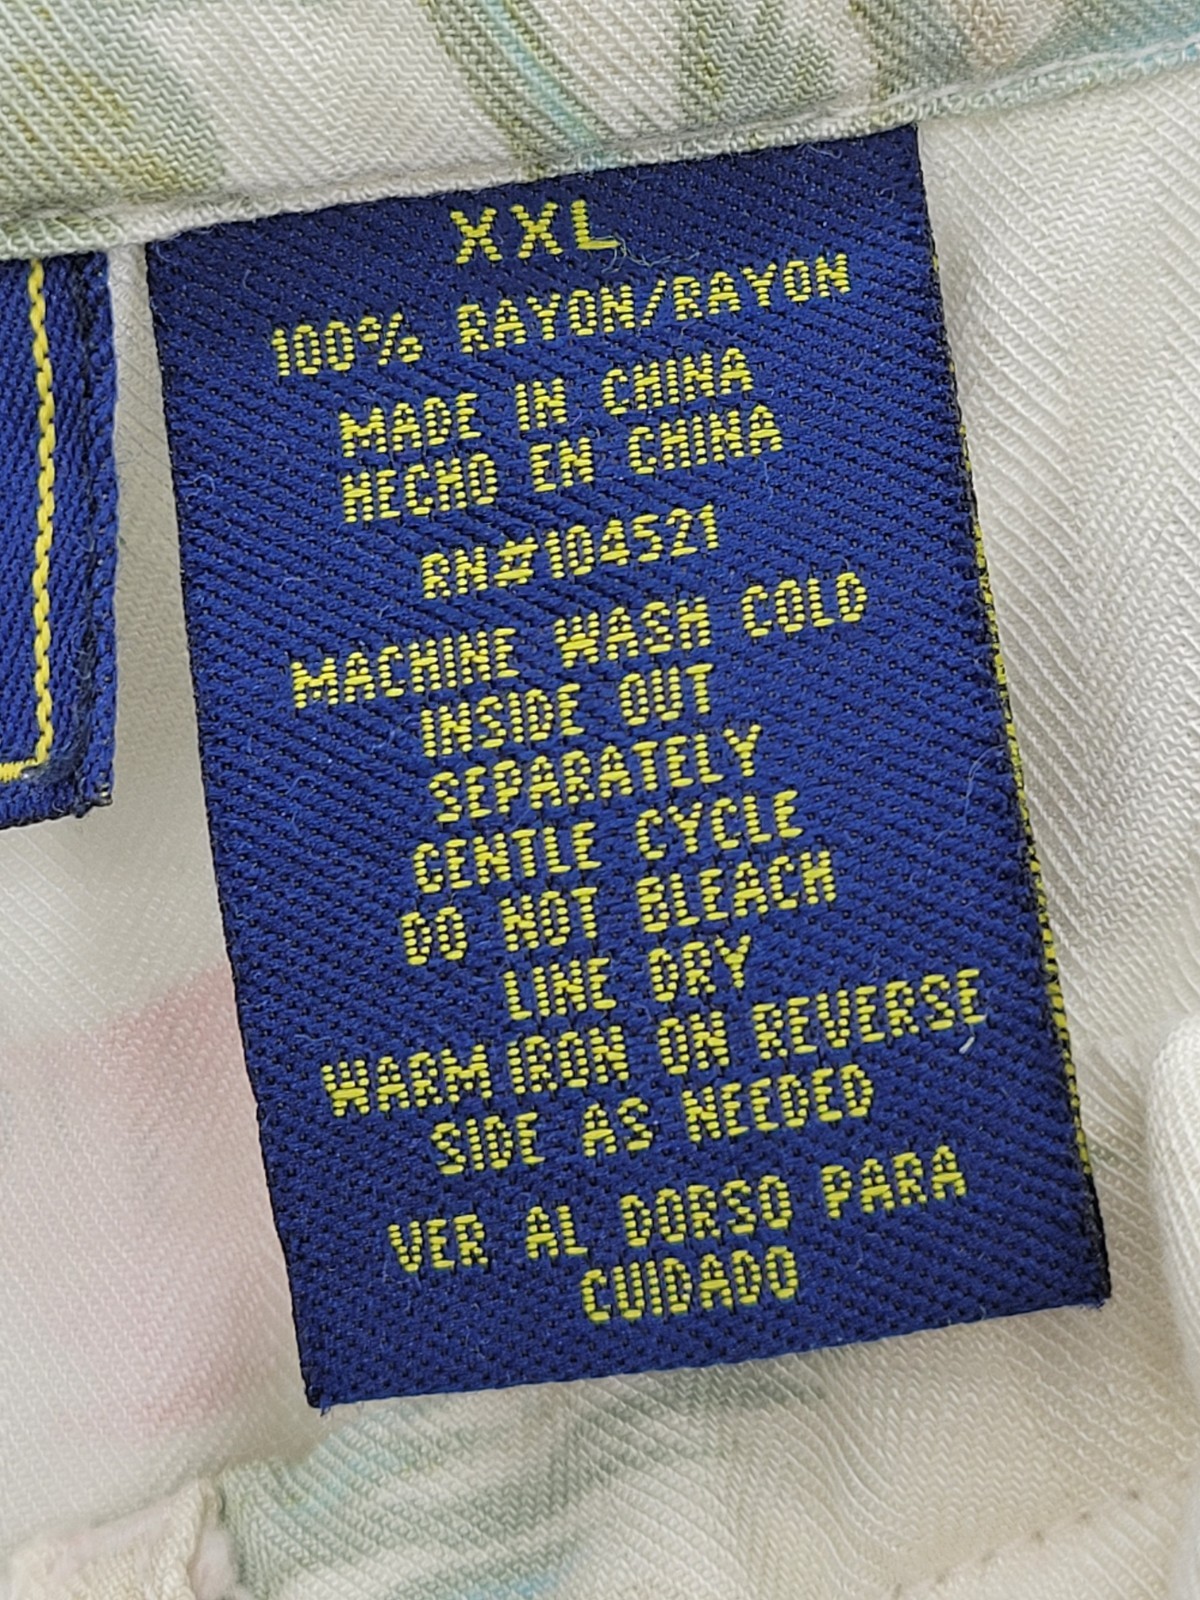 XXL
100% RAYON/RAYON
MADE IN CHINA
HECHO EN CHINA
RN#104521
MACHINE WASH COLD
INSIDE OUT
SEPARATELY
GENTLE CYCLE
DO NOT BLEACH
LINE DRY
WARM IRON ON REVERSE
SIDE AS NEEDED
VER AL DORSO PARA
CUIDADO